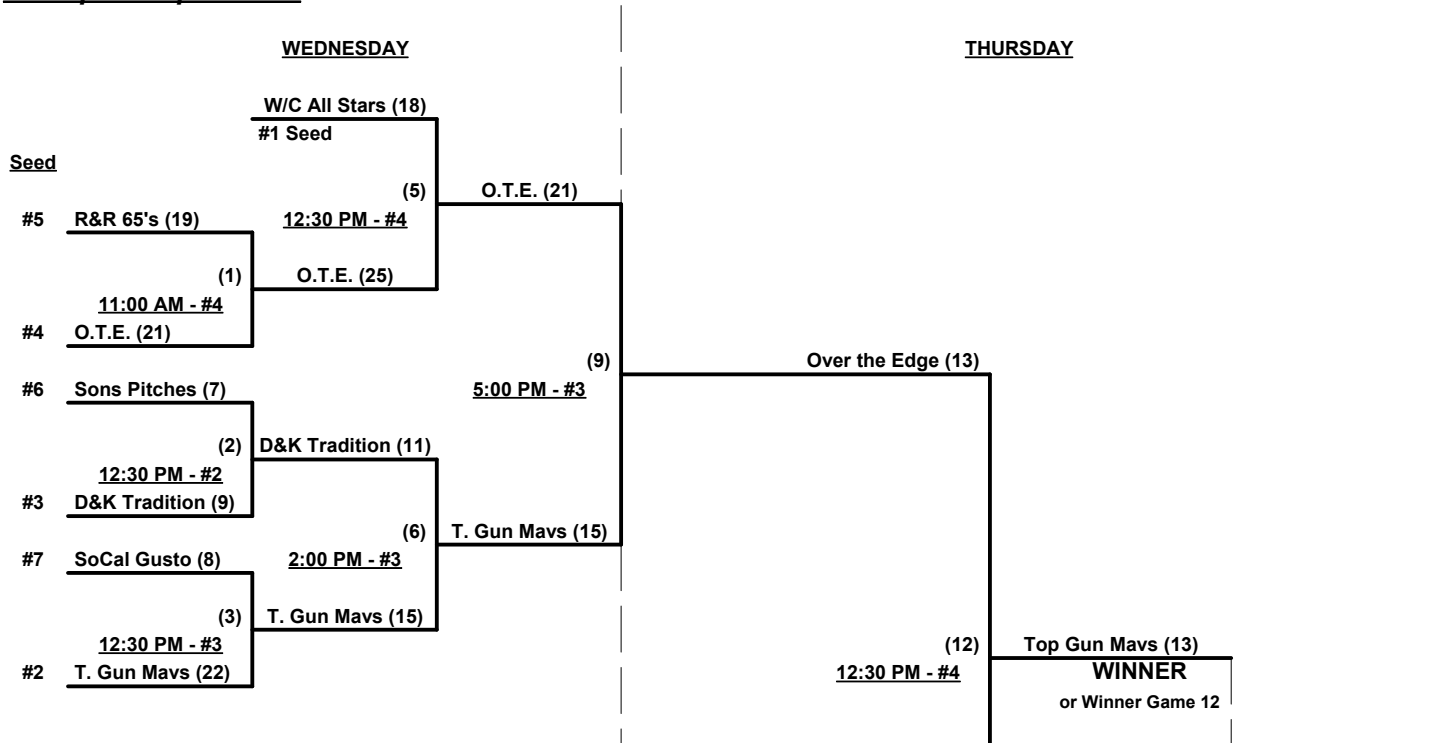 WEDNESDAY
THURSDAY
W/C All Stars (18)
#1 Seed
Seed
(5)
O.T.E. (21)
#5
R&R 65's (19)
12:30 PM - #4
(1)
O.T.E. (25)
11:00 AM - #4
#4
O.T.E. (21)
(9)
Over the Edge (13)
#6
Sons Pitches (7)
5:00 PM - #3
(2)
D&K Tradition (11)
12:30 PM - #2
#3
D&K Tradition (9)
(6)
T. Gun Mavs (15)
#7
SoCal Gusto (8)
2:00 PM - #3
(3)
T. Gun Mavs (15)
12:30 PM - #3
(12)
Top Gun Mavs (13)
#2
T. Gun Mavs (22)
12:30 PM - #4
WINNER
or Winner Game 12